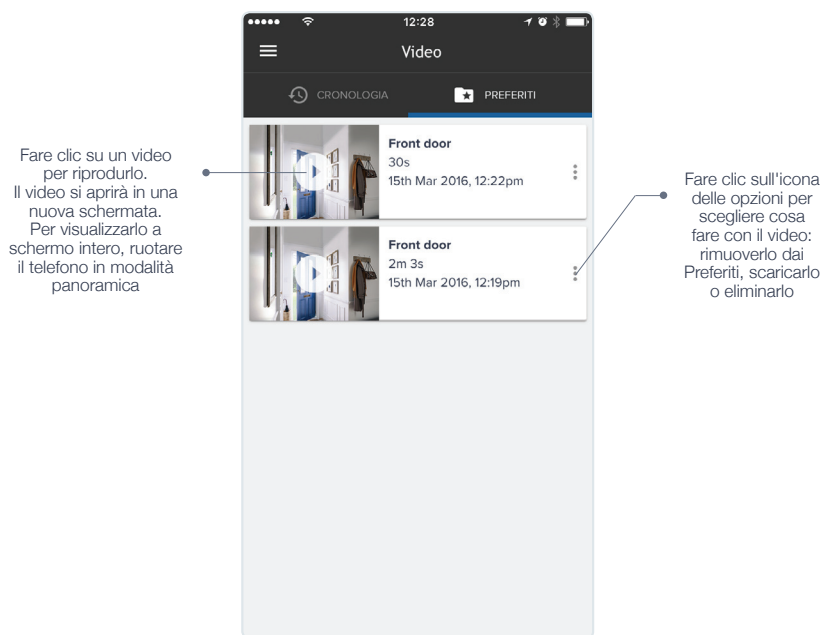 12:28
Video
CRONOLOGIA
PREFERITI
Front door
30s
15th Mar 2016, 12:22pm
Front door
2m 3s
15th Mar 2016, 12:19pm
Fare clic su un video
per riprodurlo.
Il video si aprirà in una
nuova schermata.
Per visualizzarlo a
schermo intero, ruotare
il telefono in modalità
panoramica
Fare clic sull'icona
delle opzioni per
scegliere cosa
fare con il video:
rimuoverlo dai
Preferiti, scaricarlo
o eliminarlo